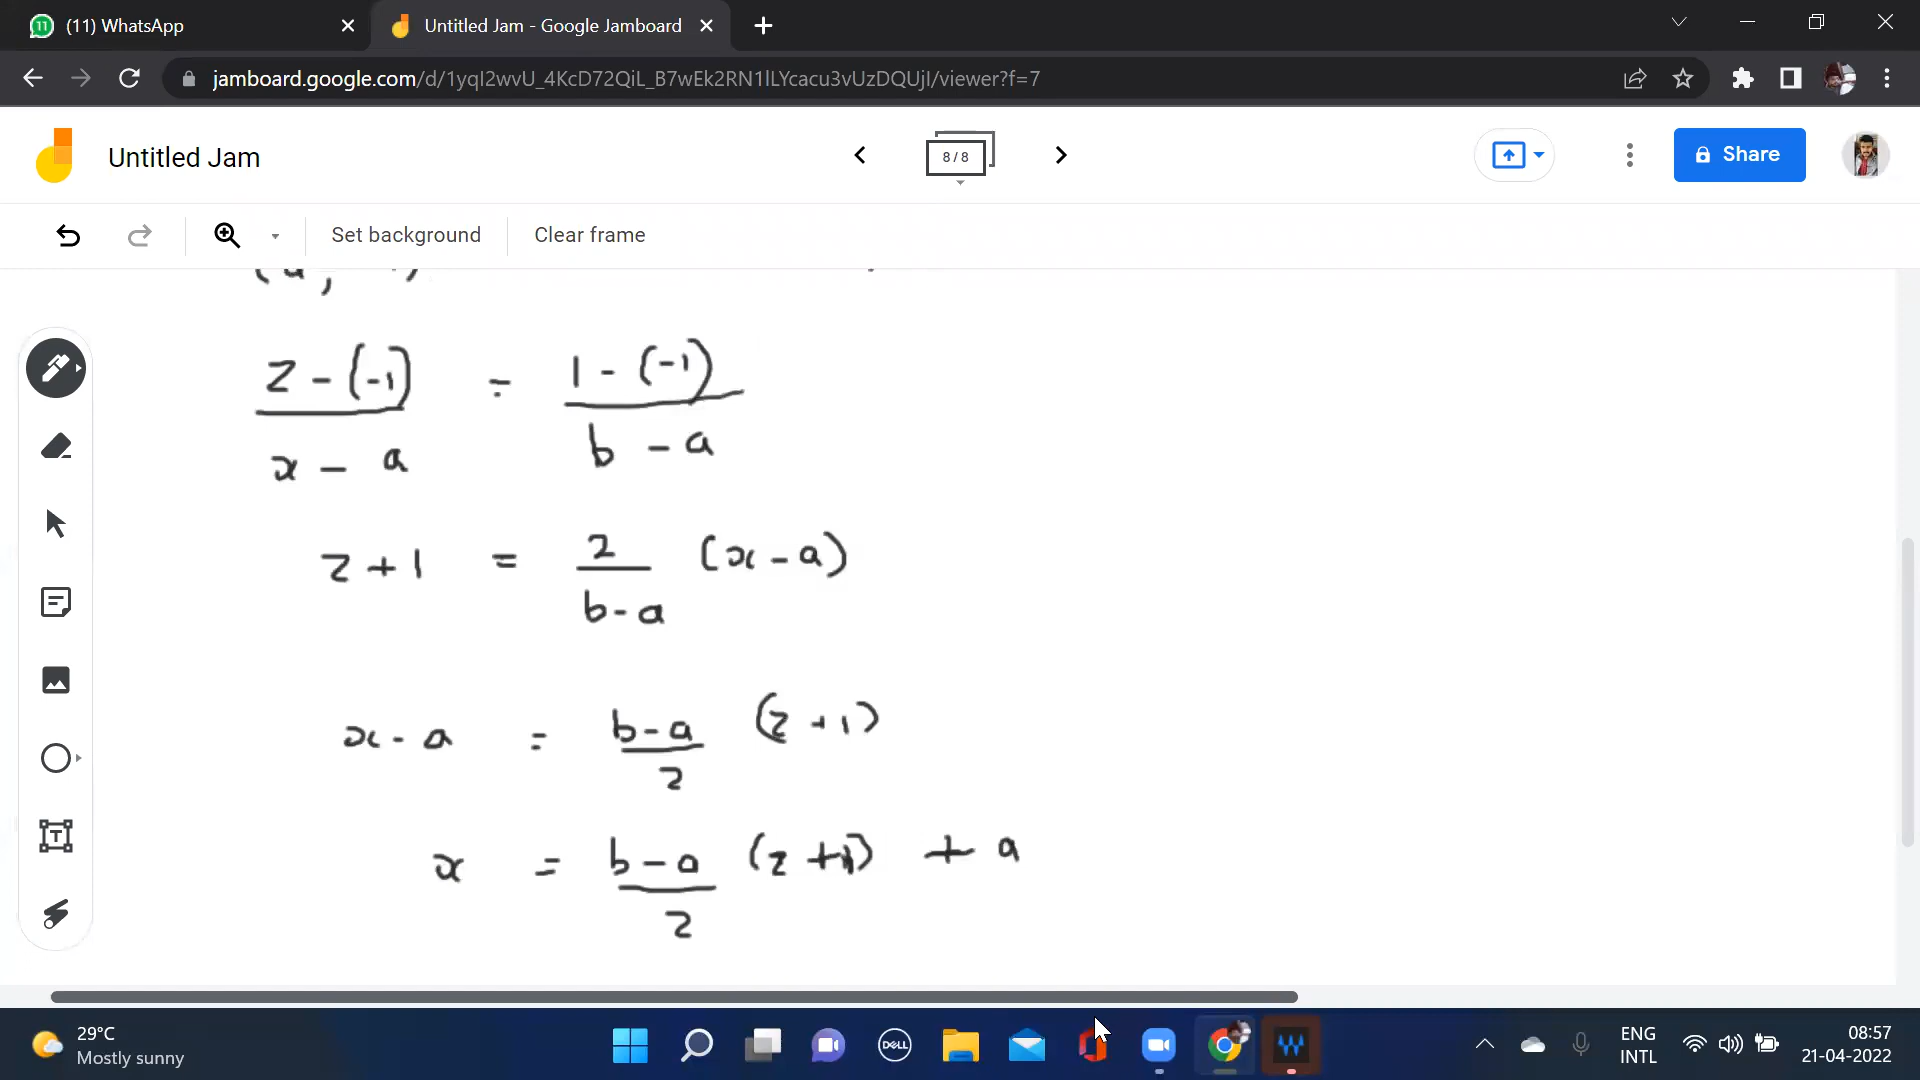 (11) WhatsApp
Untitled Jam - Google Jamboard
jamboard.google.com/d/1yqI2wvU_4KcD72QiL_B7wEk2RN1lLYcacu3vUzDQUjI/viewer?f=7
Untitled Jam
8 / 8
Share
Set background
Clear frame
z - (-1) / x - a = 1 - (-1) / b - a
z + 1 = 2 / b - a (x - a)
x - a = b - a / 2 (z + 1)
x = b - a / 2 (z + 1) + a
29°C
Mostly sunny
DELL
ENG
INTL
08:57
21-04-2022